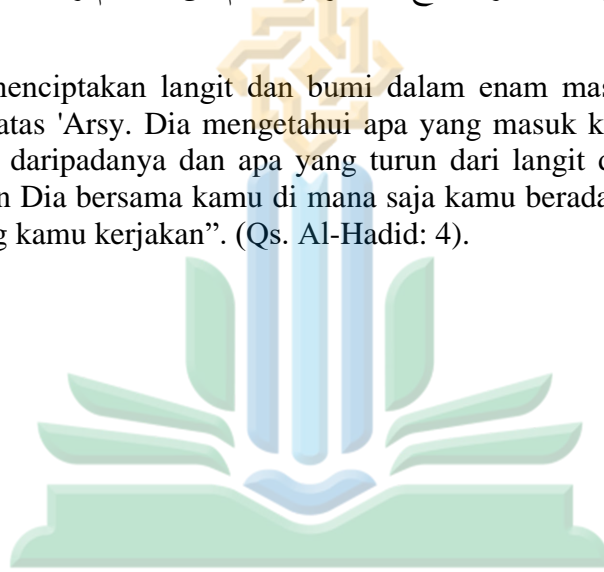 menciptakan langit dan bumi dalam enam mas
atas 'Arsy. Dia mengetahui apa yang masuk k
daripadanya dan apa yang turun dari langit d
n Dia bersama kamu di mana saja kamu berada
g kamu kerjakan”. (Qs. Al-Hadid: 4).